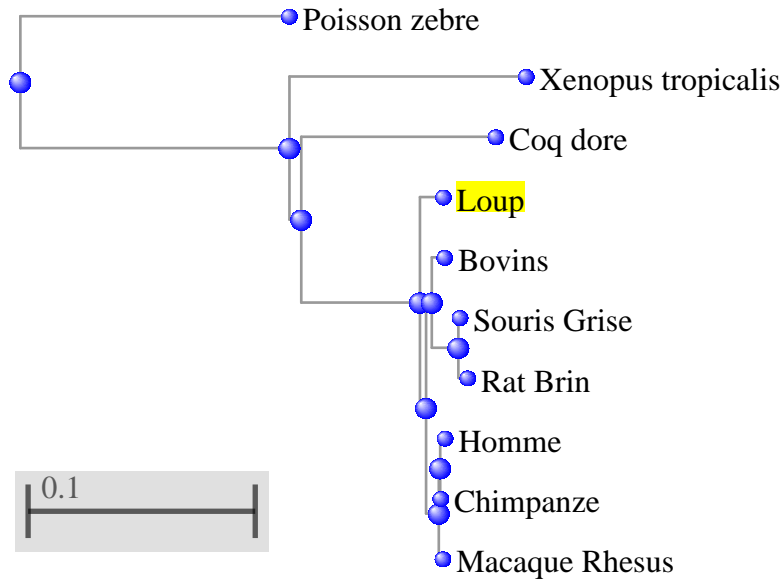 Poisson zebre
Xenopus tropicalis
Coq dore
Loup
Bovins
Souris Grise
Rat Brin
Homme
0.1
Chimpanze
Macaque Rhesus